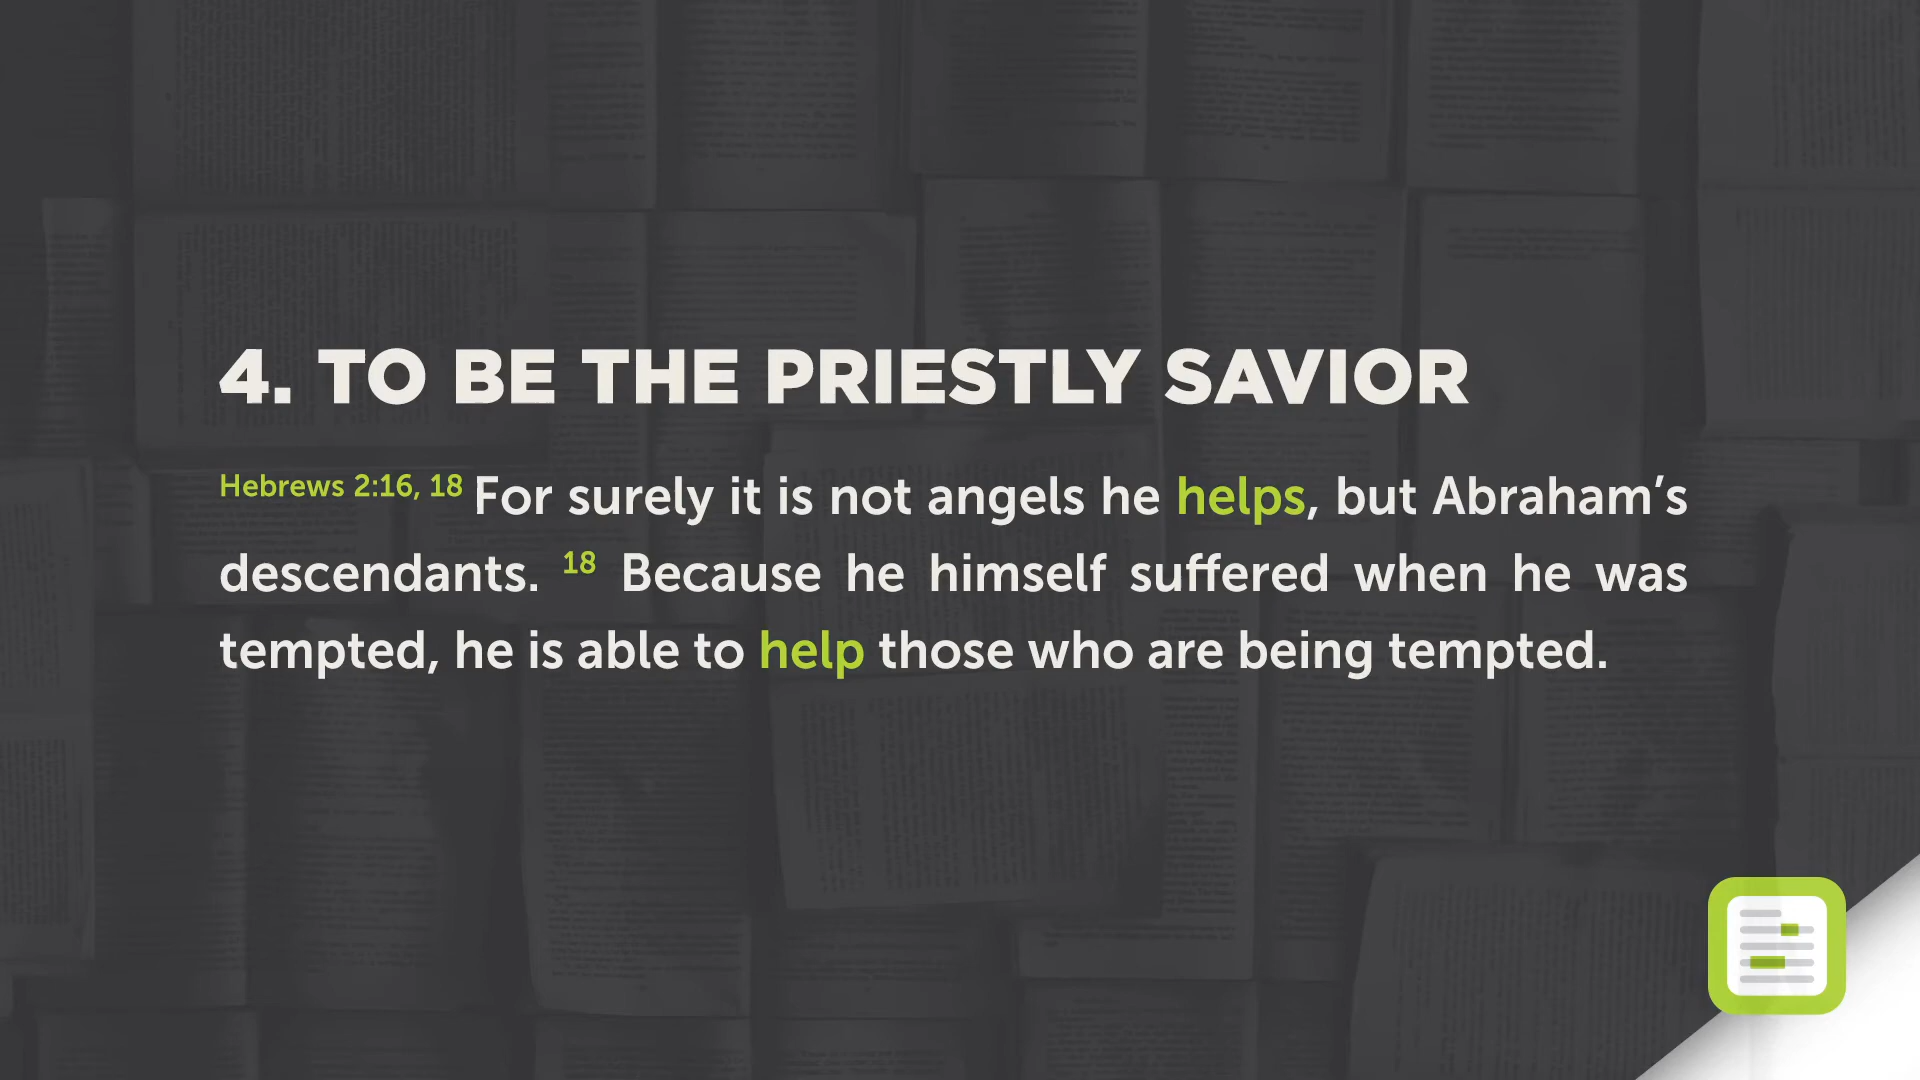 4. TO BE THE PRIESTLY SAVIOR
Hebrews 2:16, 18 For surely it is not angels he helps, but Abraham’s
descendants. 18 Because he himself suffered when he was
tempted, he is able to help those who are being tempted.